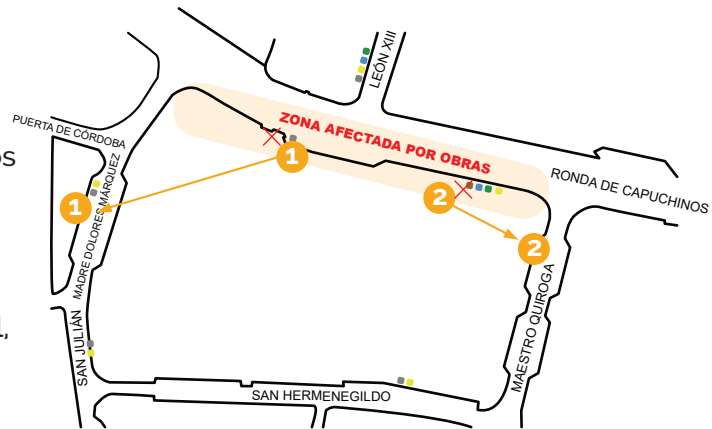 LEÓN XIII
ZONA AFECTADA POR OBRAS
PUERTA DE CÓRDOBA
os
1
RONDA DE CAPUCHINOS
2
1
MADRE DOLORES MÁRQUEZ
2
MAESTRO QUIROGA
SAN JULIÁN
SAN HERMENEGILDO